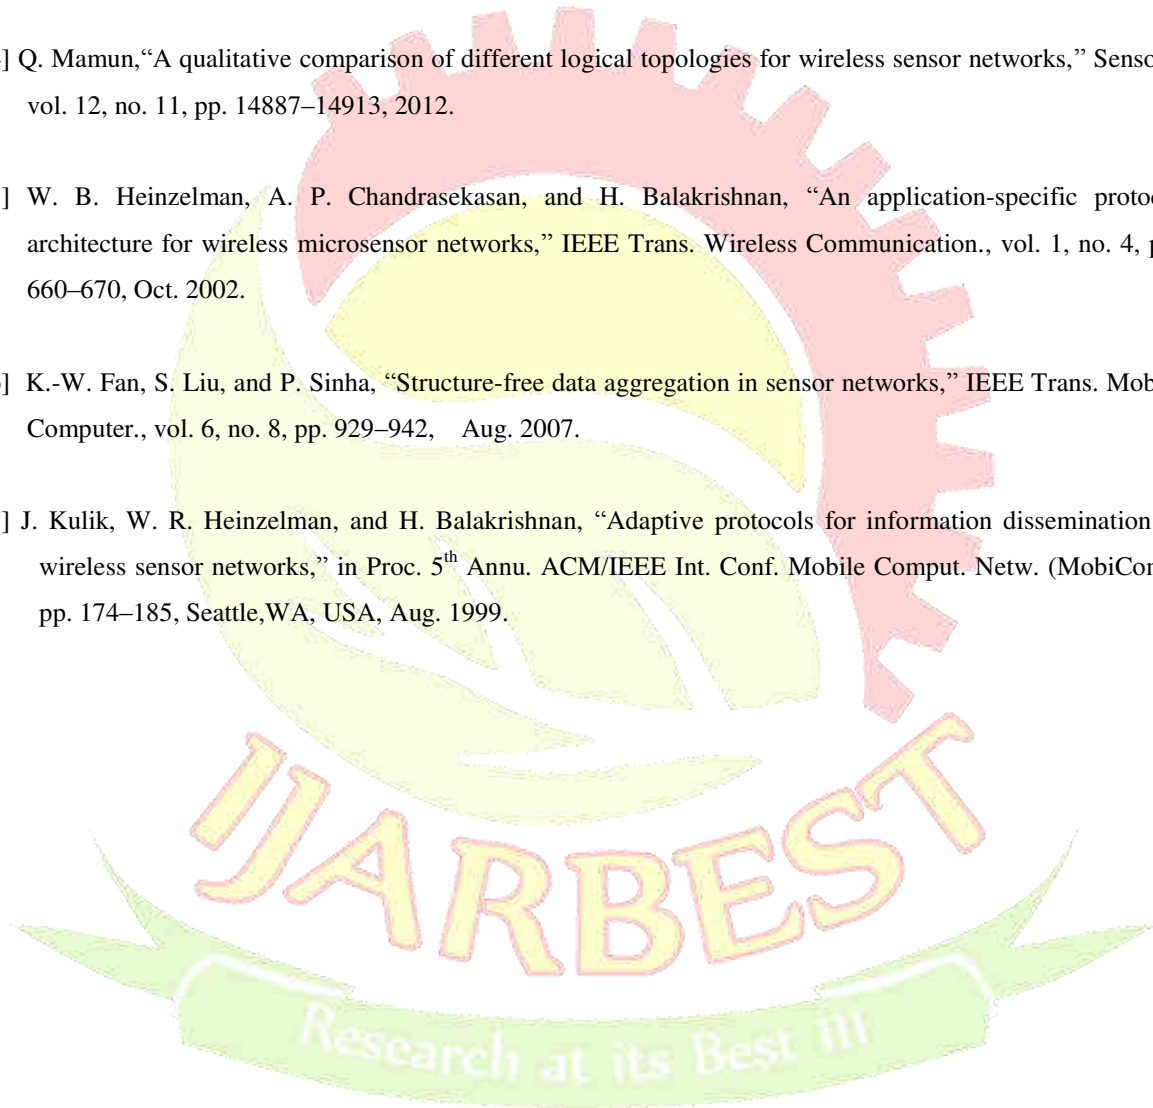 ] Q. Mamun,“A qualitative comparison of different logical topologies for wireless sensor networks,” Senso
vol. 12, no. 11, pp. 14887–14913, 2012.
] W. B. Heinzelman, A. P. Chandrasekasan, and H. Balakrishnan, “An application-specific protoc
architecture for wireless microsensor networks,” IEEE Trans. Wireless Communication., vol. 1, no. 4, p
660–670, Oct. 2002.
] K.-W. Fan, S. Liu, and P. Sinha, “Structure-free data aggregation in sensor networks,” IEEE Trans. Mob
Computer., vol. 6, no. 8, pp. 929–942, Aug. 2007.
] J. Kulik, W. R. Heinzelman, and H. Balakrishnan, “Adaptive protocols for information dissemination
wireless sensor networks,” in Proc. 5th Annu. ACM/IEEE Int. Conf. Mobile Comput. Netw. (MobiCom
pp. 174–185, Seattle,WA, USA, Aug. 1999.
IJARBEST
Research at its Best !!!